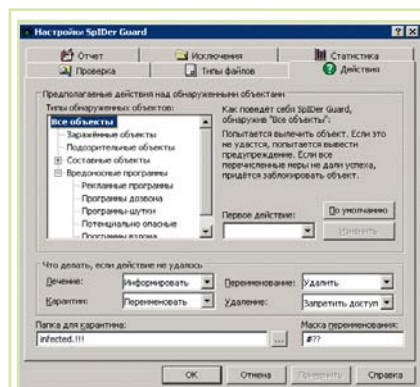 Настройки SpIDer Guard
Отчет
Исключения
Статистика
Проверка
Типы файлов
Действия
Предполагаемые действия над обнаруженными объектами
Типы обнаруженных объектов:
Все объекты
Заражённые объекты
Подозрительные объекты
Составные объекты
Вредоносные программы
Рекламные программы
Программы дозвона
Программы-шутки
Потенциально опасные
Программы взлома
Как поведёт себя SpIDer Guard,
обнаружив "Все объекты":
Попытается вылечить объект. Если это
не удастся, попытается вывести
предупреждение. Если все
перечисленные меры не дали успеха,
придётся заблокировать объект.
Первое действие:
По умолчанию
Изменить
Что делать, если действие не удалось
Лечение:
Информировать
Переименование:
Удалить
Карантин:
Переименовать
Удаление:
Запретить доступ
Папка для карантина:
infected.!!!
...
Маска переименования:
#??
OK
Отмена
Применить
Справка